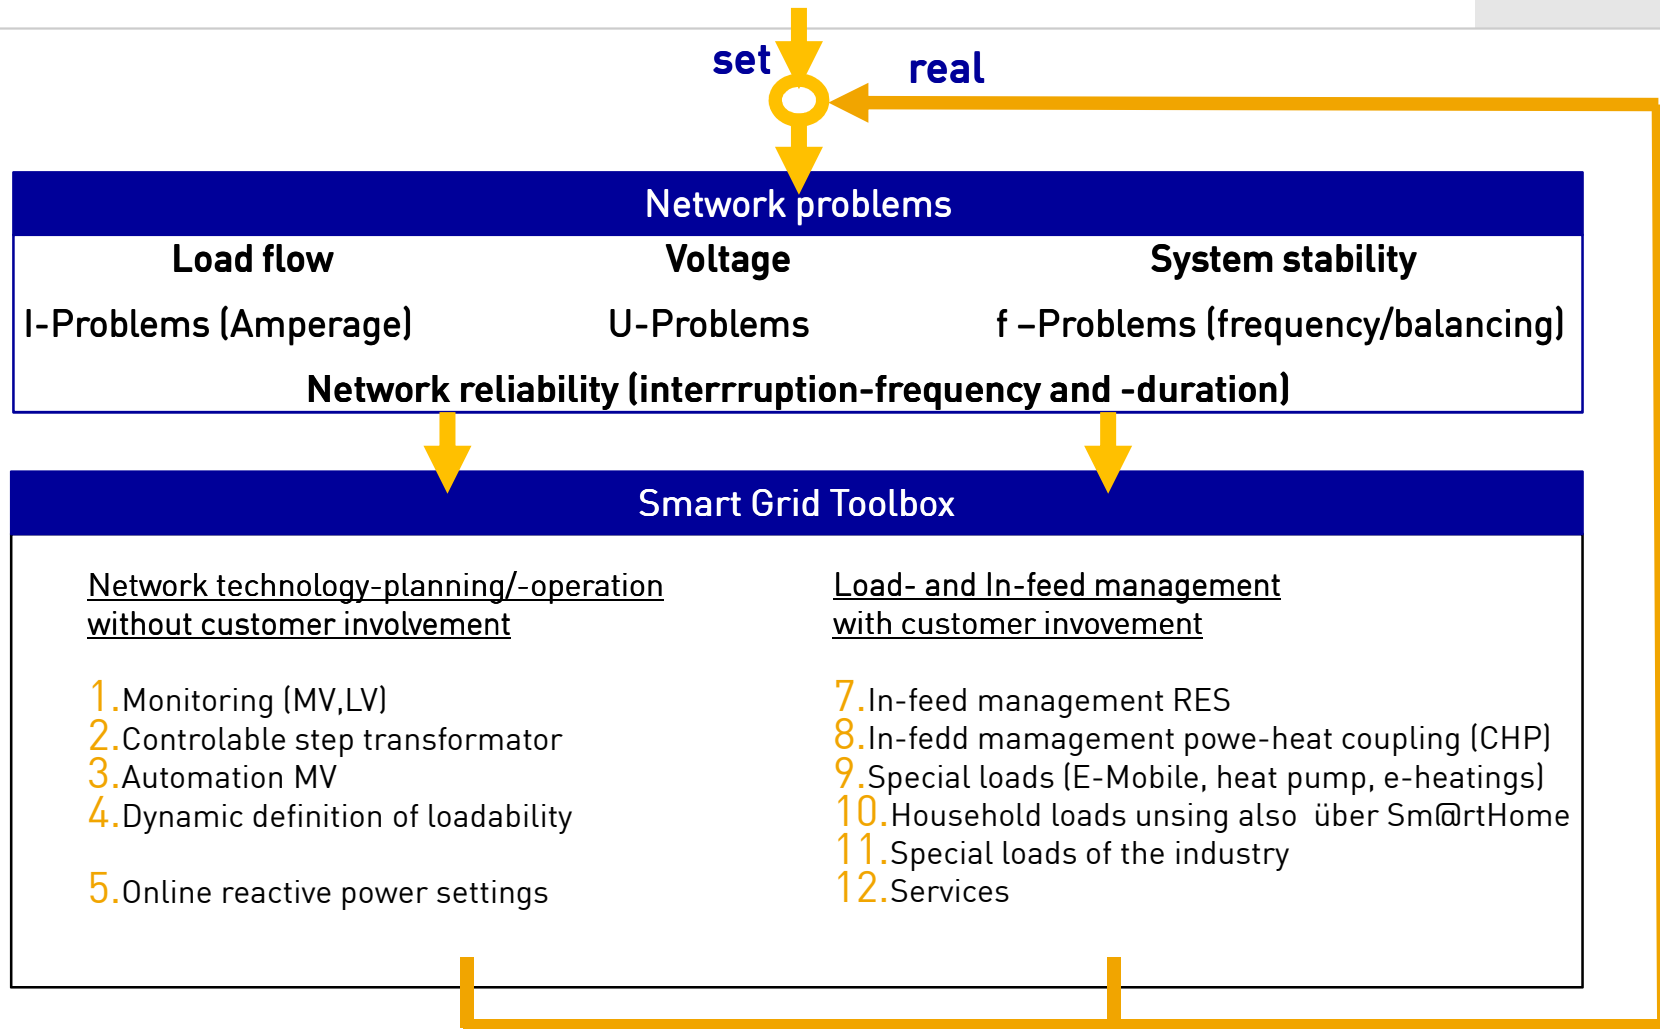 set
real
Network problems
Load flow
Voltage
System stability
I-Problems (Amperage)
U-Problems
f –Problems (frequency/balancing)
Network reliability (interrruption-frequency and -duration)
Smart Grid Toolbox
Network technology-planning/-operation
without customer involvement
1.Monitoring (MV,LV)
2.Controlable step transformator
3.Automation MV
4.Dynamic definition of loadability
5.Online reactive power settings
Load- and In-feed management
with customer invovement
7.In-feed management RES
8.In-fedd mamagement powe-heat coupling (CHP)
9.Special loads (E-Mobile, heat pump, e-heatings)
10.Household loads unsing also  über Sm@rtHome
11.Special loads of the industry
12.Services